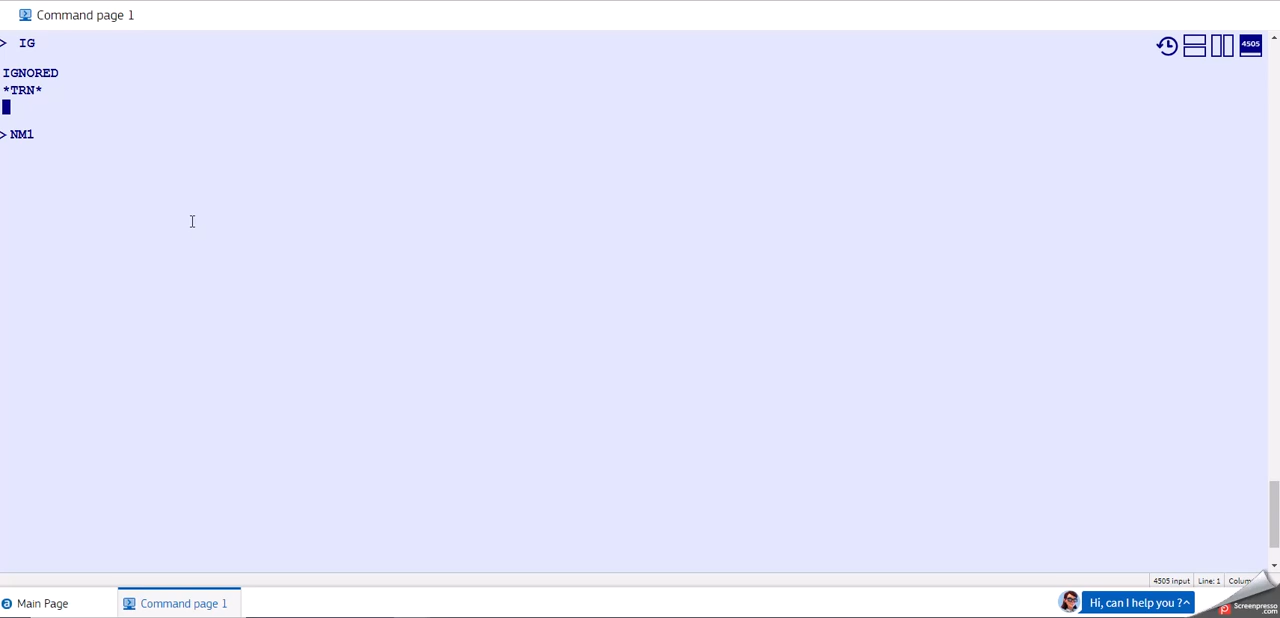 Command page 1
> IG
4505
IGNORED
*TRN*
>NM1
4505 input Line: 1 Colum
Main Page
Command page 1
Hi, can I help you ?^
Screenpresso
.com